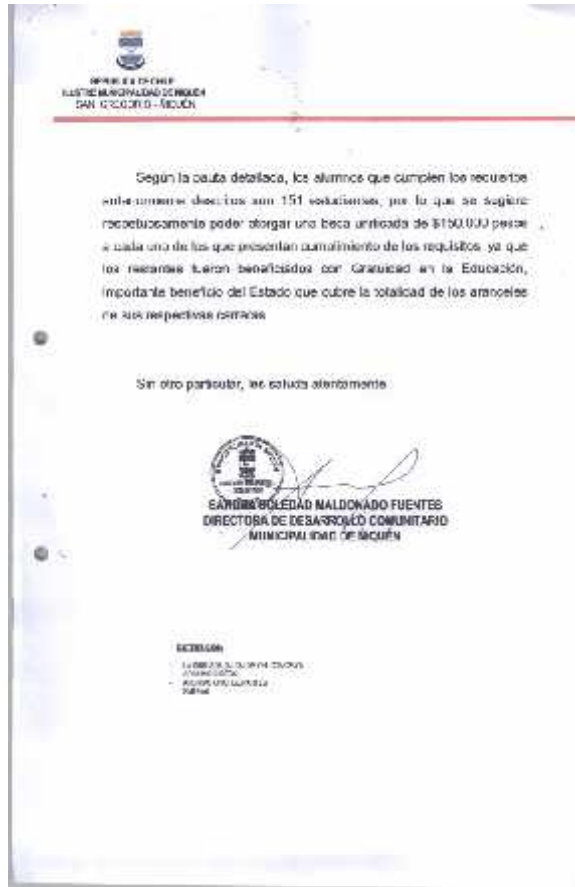 REPUBLICA DE CHILE
ILUSTRE MUNICIPALIDAD DE ÑIQUÉN
SAN GREGORIO - ÑIQUÉN
Según la pauta detallada, los alumnos que cumplen los requisitos
anteriormente descritos son 151 estudiantes, por lo que se sugiere
respetuosamente poder otorgar una beca unificada de $150.000 pesos
a cada uno de los que presentan cumplimiento de los requisitos, ya que
los restantes fueron beneficiados con Gratuidad en la Educación,
importante beneficio del Estado que cubre la totalidad de los aranceles
de sus respectivas carreras
Sin otro particular, les saluda atentamente
SANDRA SOLEDAD MALDONADO FUENTES
DIRECTORA DE DESARROLLO COMUNITARIO
MUNICIPALIDAD DE ÑIQUÉN